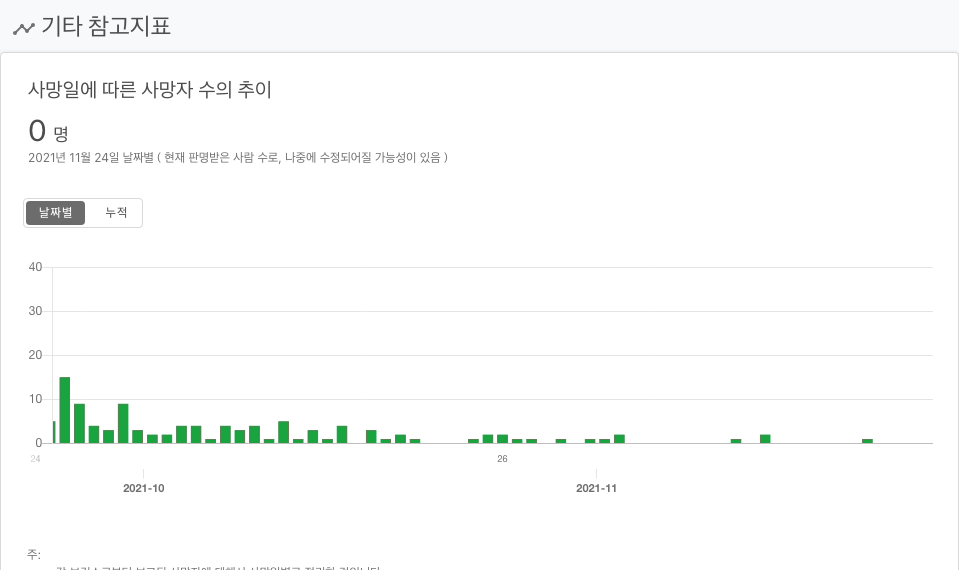 기타 참고지표
사망일에 따른 사망자 수의 추이
0 명
2021년 11월 24일 날짜별 ( 현재 판명받은 사람 수로, 나중에 수정되어질 가능성이 있음 )
날짜별 누적
40
30
20
10
0
24 26
2021-10 2021-11
주: